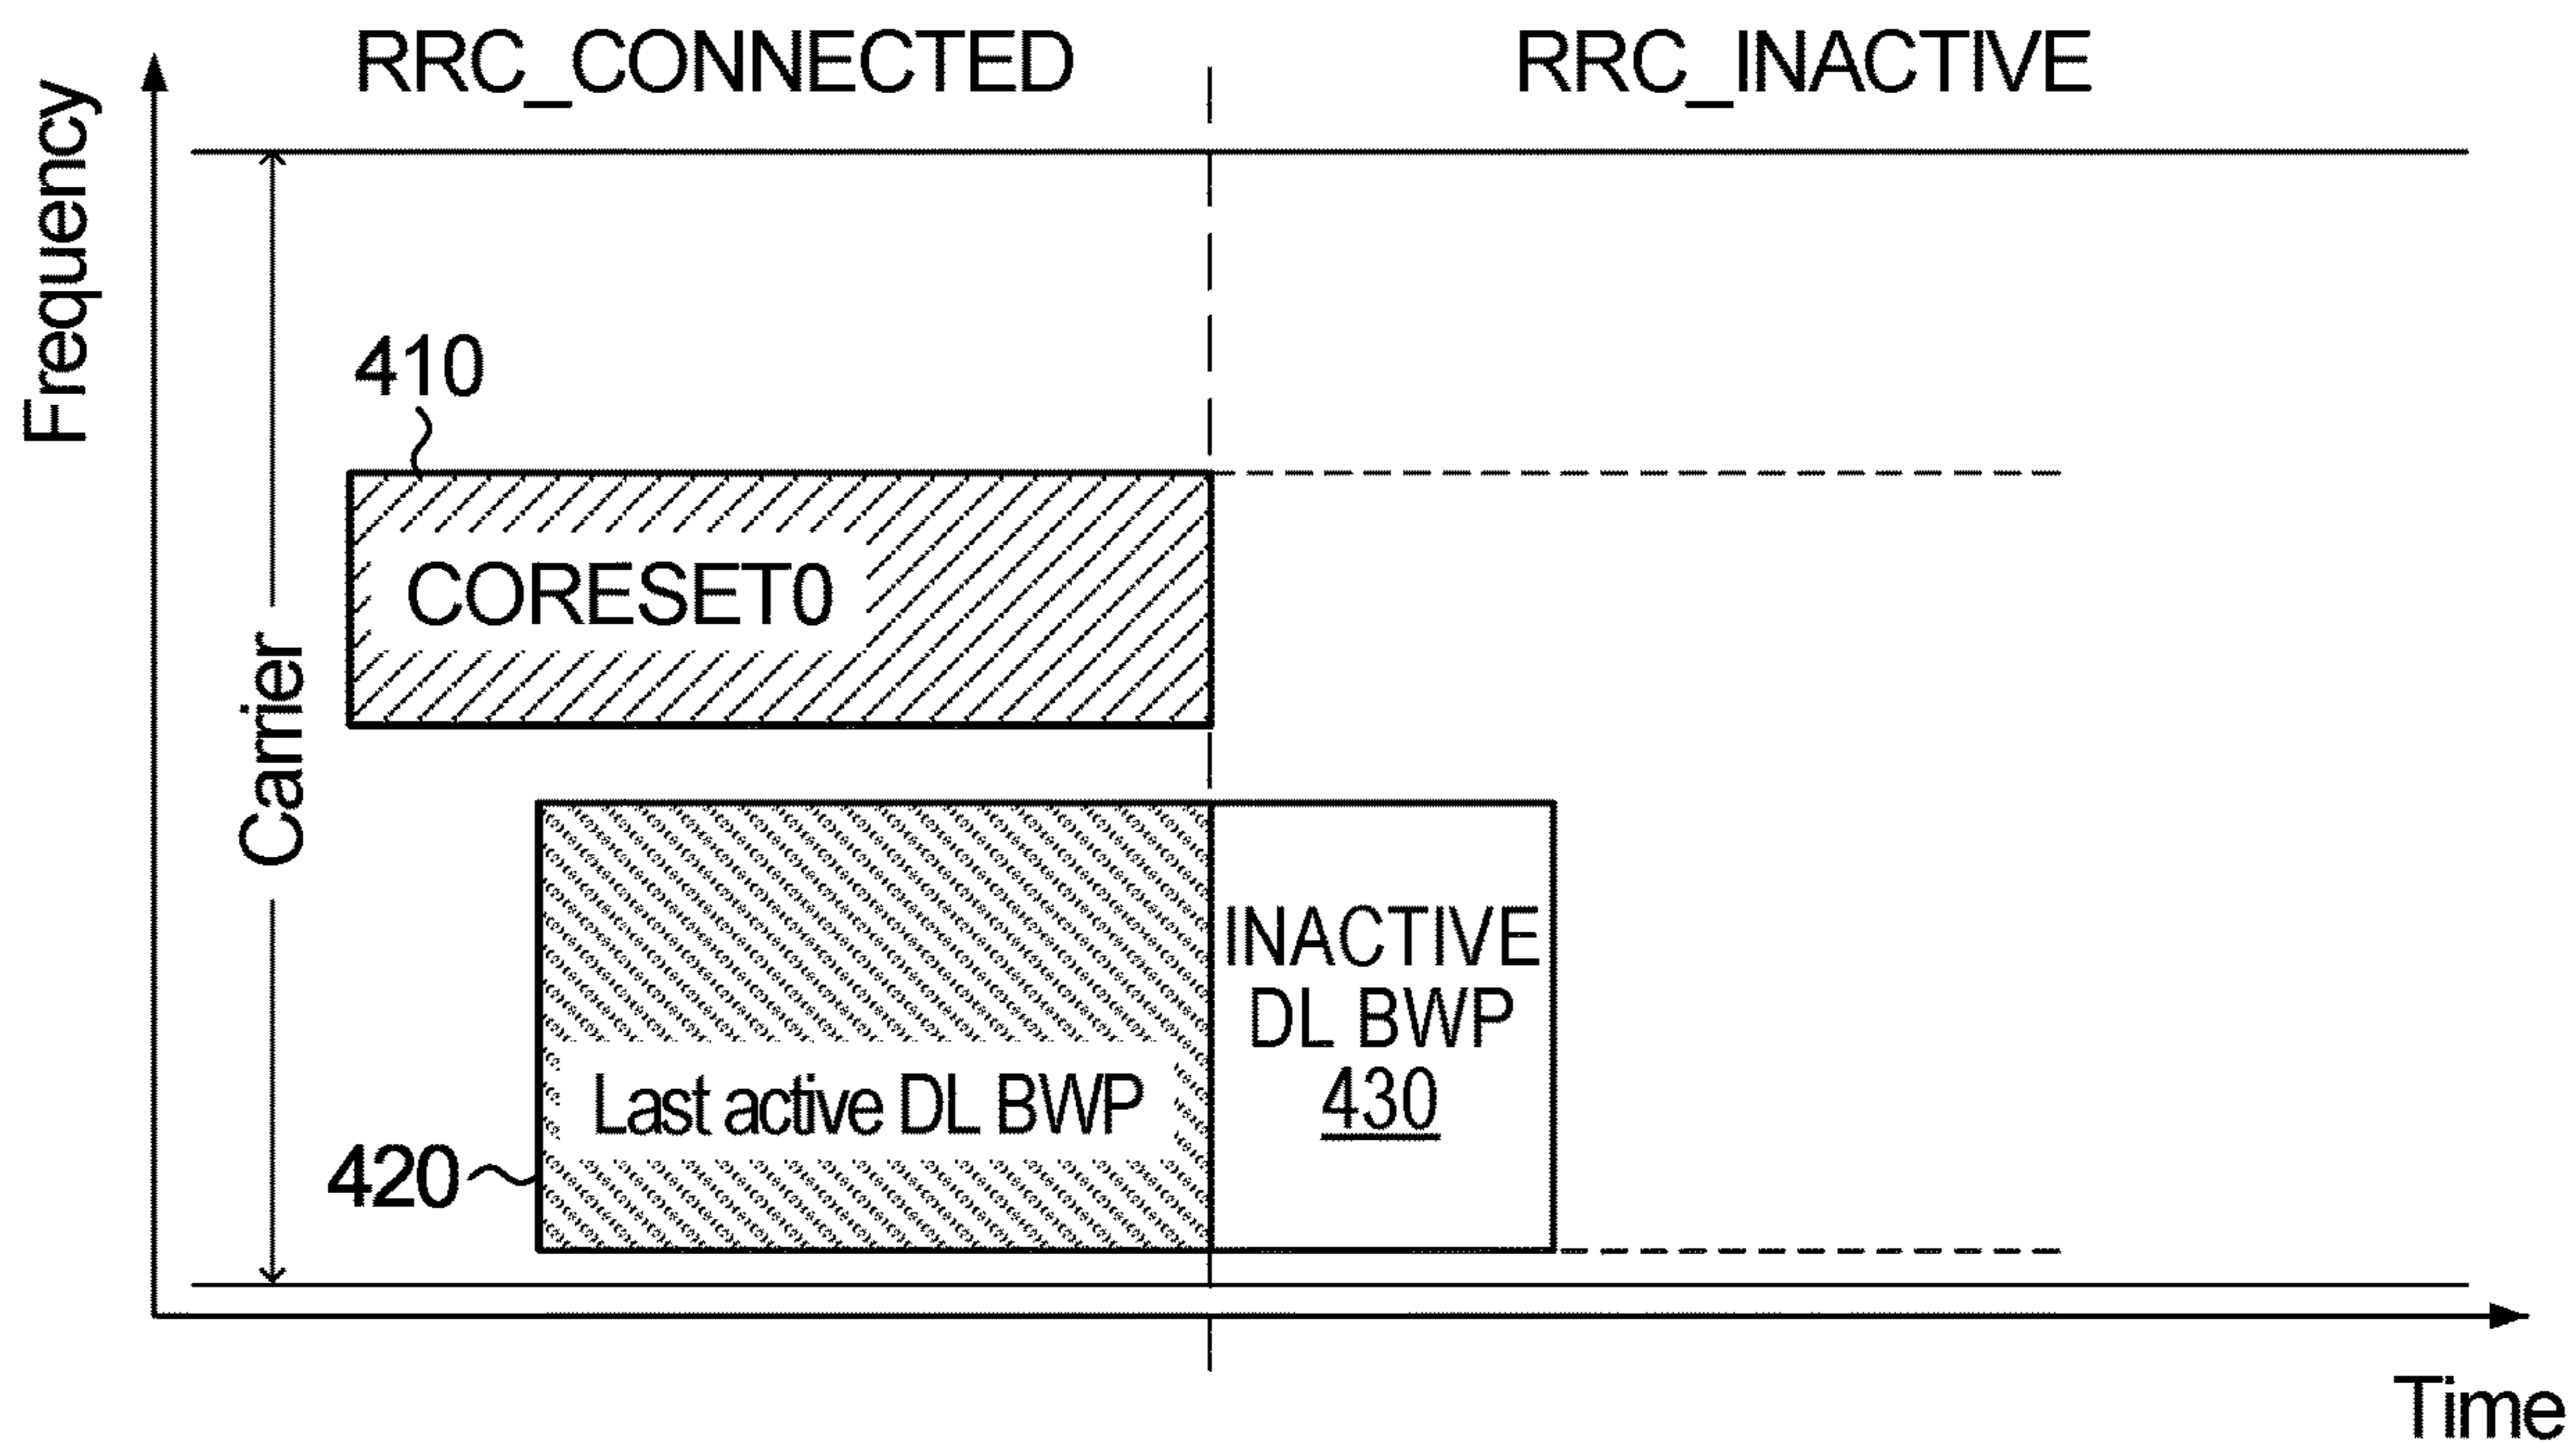 RRC_CONNECTED
RRC_INACTIVE
Frequency
410
CORESET0
Carrier
INACTIVE
DL BWP
430
Last active DL BWP
420
Time